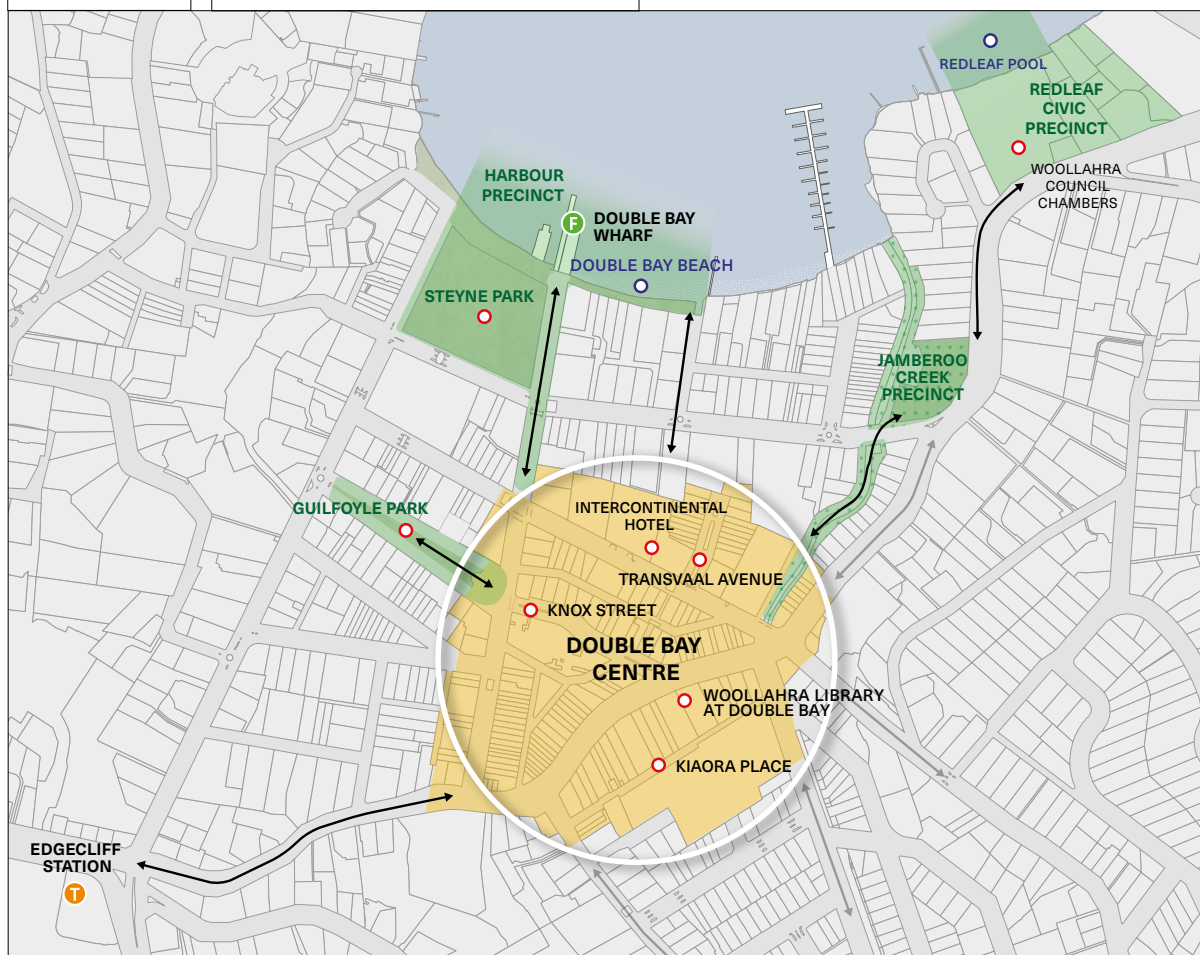 REDLEAF POOL
REDLEAF
CIVIC
PRECINCT
WOOLLAHRA
COUNCIL
CHAMBERS
HARBOUR
PRECINCT
F
DOUBLE BAY
WHARF
DOUBLE BAY BEACH
STEYNE PARK
JAMBEROO
CREEK
PRECINCT
GUILFOYLE PARK
INTERCONTINENTAL
HOTEL
TRANSVAAL AVENUE
KNOX STREET
DOUBLE BAY
CENTRE
WOOLLAHRA LIBRARY
AT DOUBLE BAY
KIAORA PLACE
EDGECLIFF
STATION
T